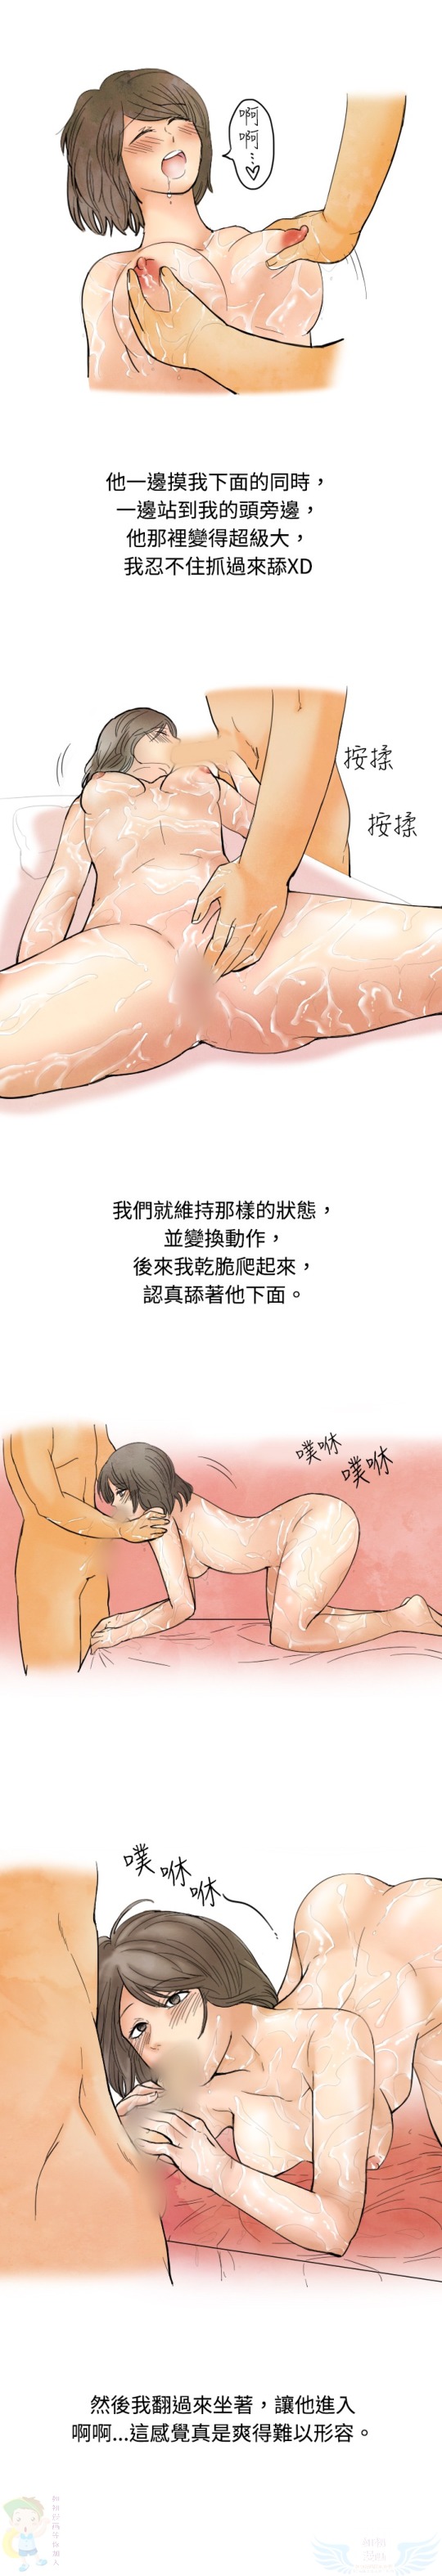 啊
啊
…♡
他一邊摸我下面的同時，
一邊站到我的頭旁邊，
他那裡變得超級大，
我忍不住抓過來舔XD
按揉
按揉
我們就維持那樣的狀態，
並變換動作，
後來我乾脆爬起來，
認真舔著他下面。
噗咻
噗咻
噗咻咻
然後我翻過來坐著，讓他進入
啊啊...這感覺真是爽得難以形容。